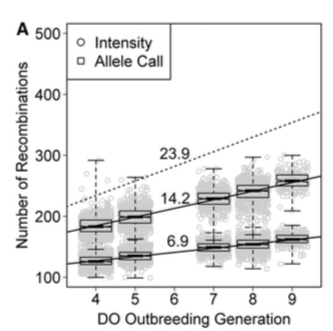 A
Intensity
Allele Call
Number of Recombinations
500
400
300
200
100
23.9
14.2
6.9
4 5 6 7 8 9
DO Outbreeding Generation